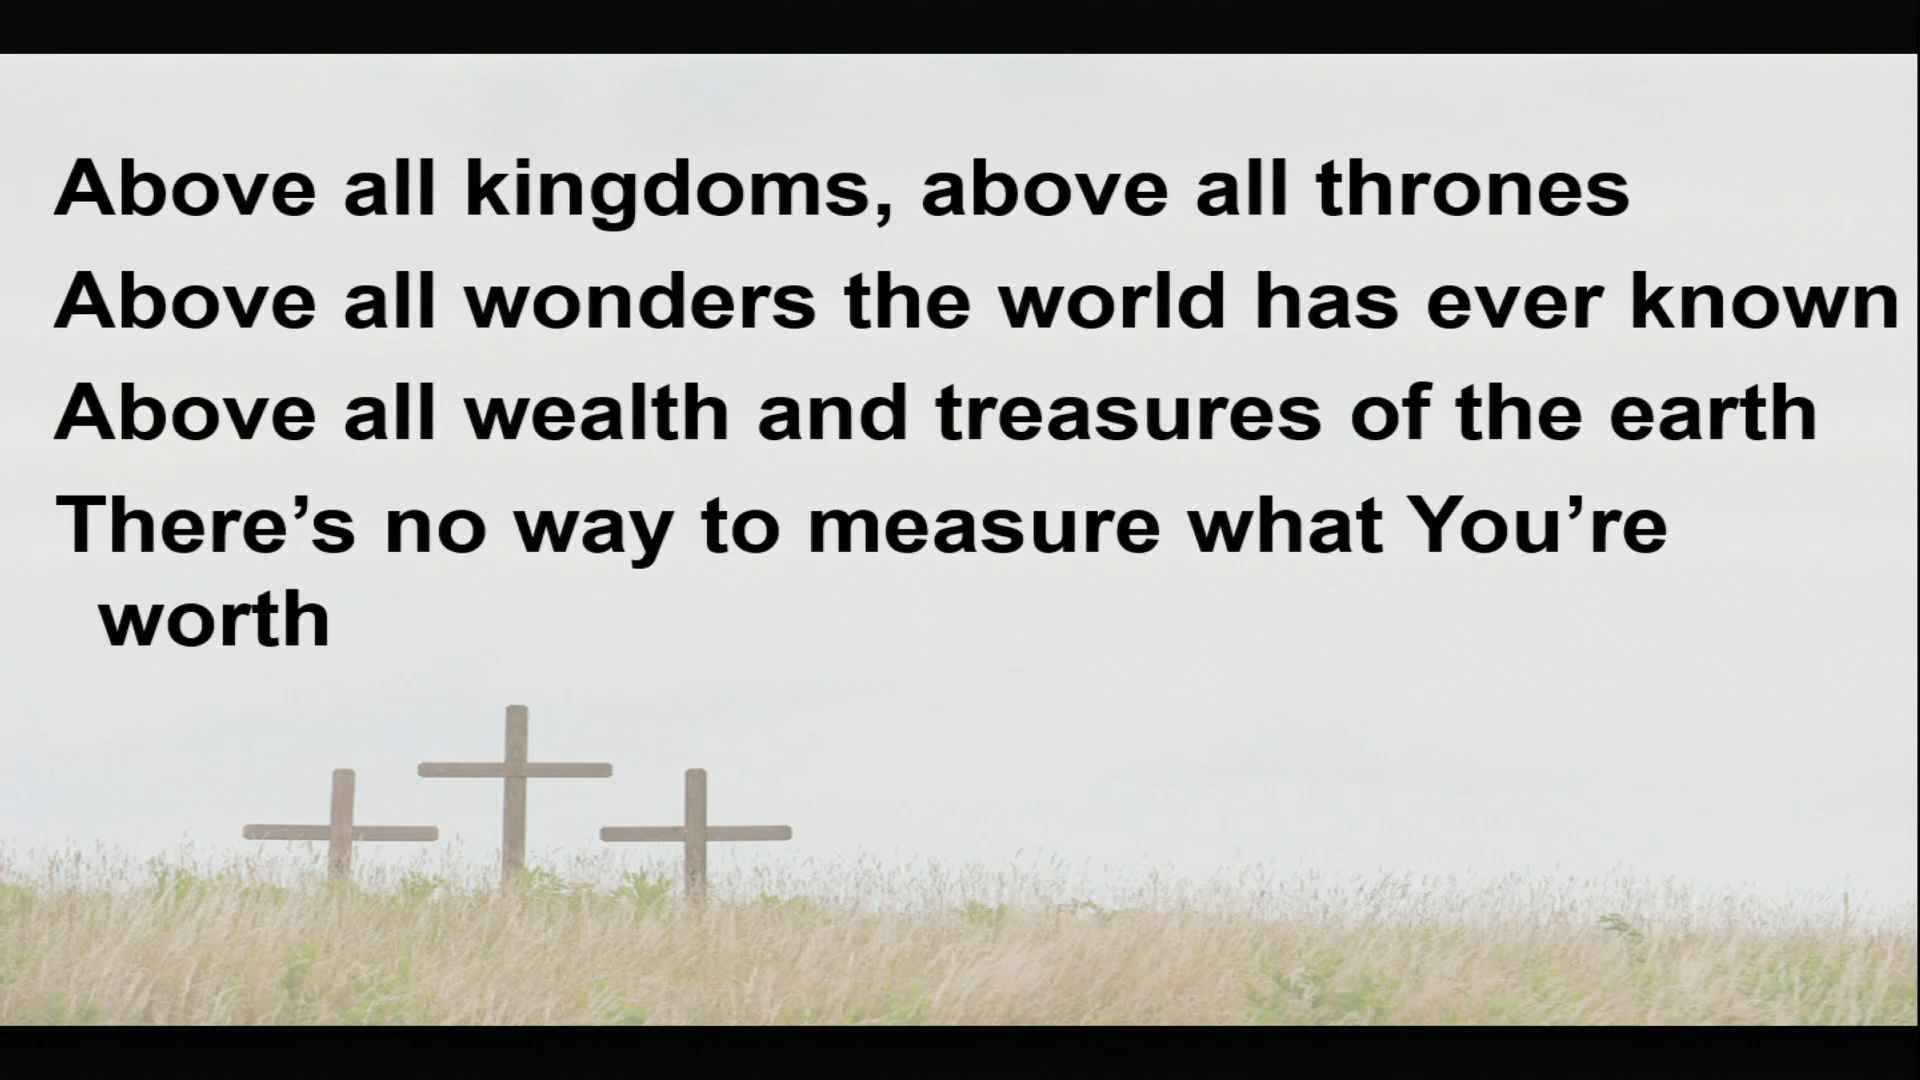 Above all kingdoms, above all thrones
Above all wonders the world has ever known
Above all wealth and treasures of the earth
There’s no way to measure what You’re
worth